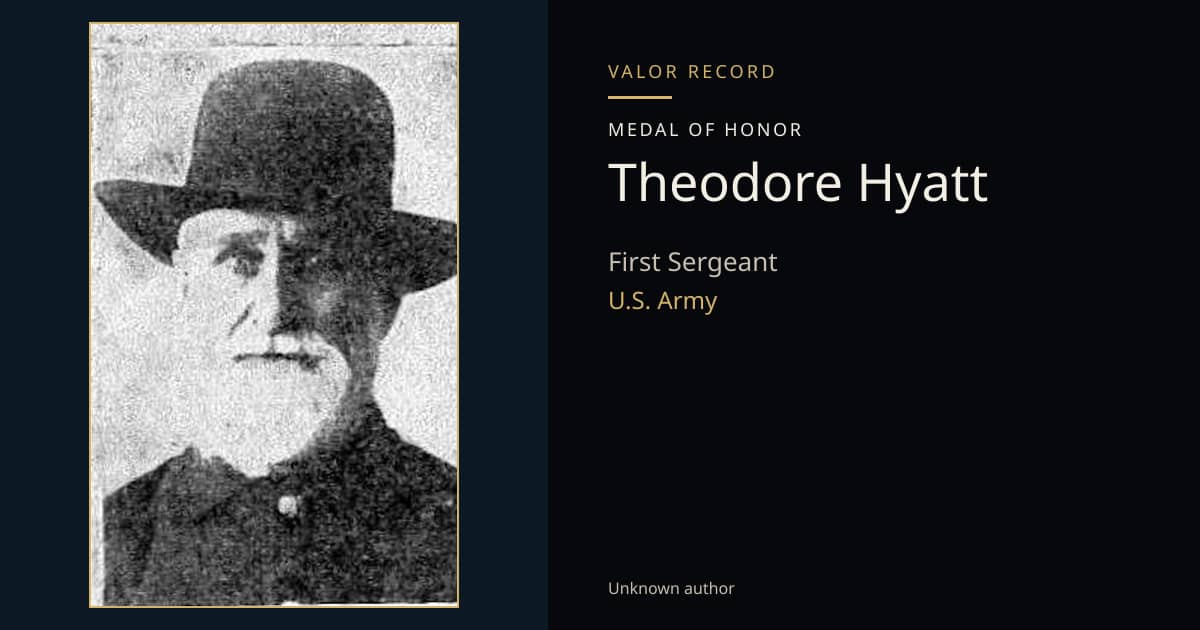 VALOR RECORD
MEDAL OF HONOR
Theodore Hyatt
First Sergeant
U.S. Army
Unknown author